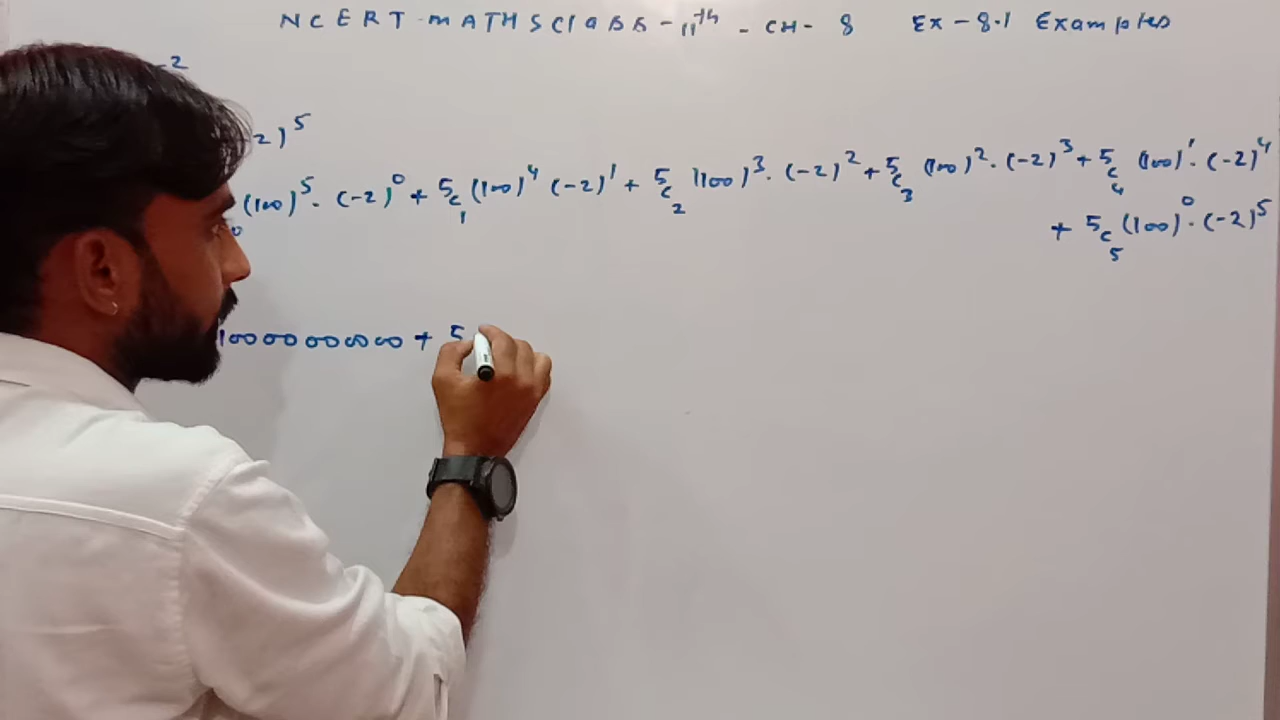 NCERT MATHS Class - 11th - CH - 8 Ex - 8.1 Examples
-2
-2)^5
0 (100)^5 · (-2)^0 + 5C1 (100)^4 (-2)^1 + 5C2 (100)^3 · (-2)^2 + 5C3 (100)^2 · (-2)^3 + 5C4 (100)^1 · (-2)^4
+ 5C5 (100)^0 · (-2)^5
10000000000 + 5